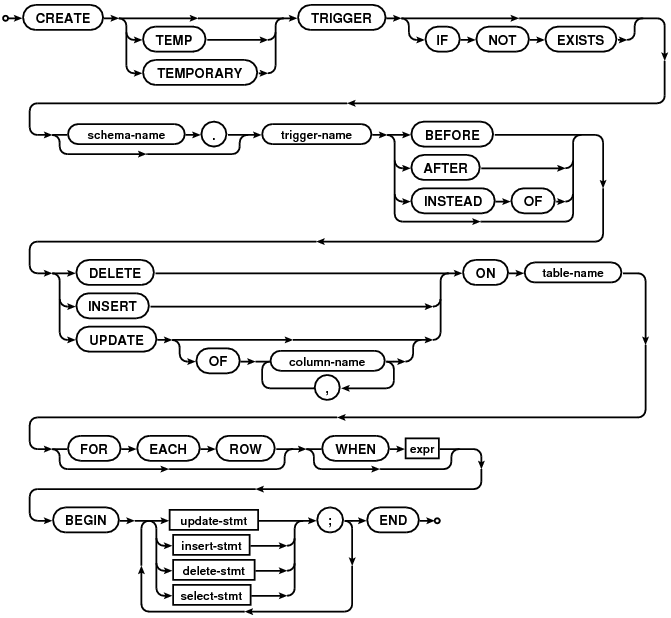 CREATE TRIGGER
TEMP IF NOT EXISTS
TEMPORARY
schema-name . trigger-name BEFORE
AFTER
INSTEAD OF
DELETE ON table-name
INSERT
UPDATE
OF column-name
,
FOR EACH ROW WHEN expr
BEGIN update-stmt ; END
insert-stmt
delete-stmt
select-stmt